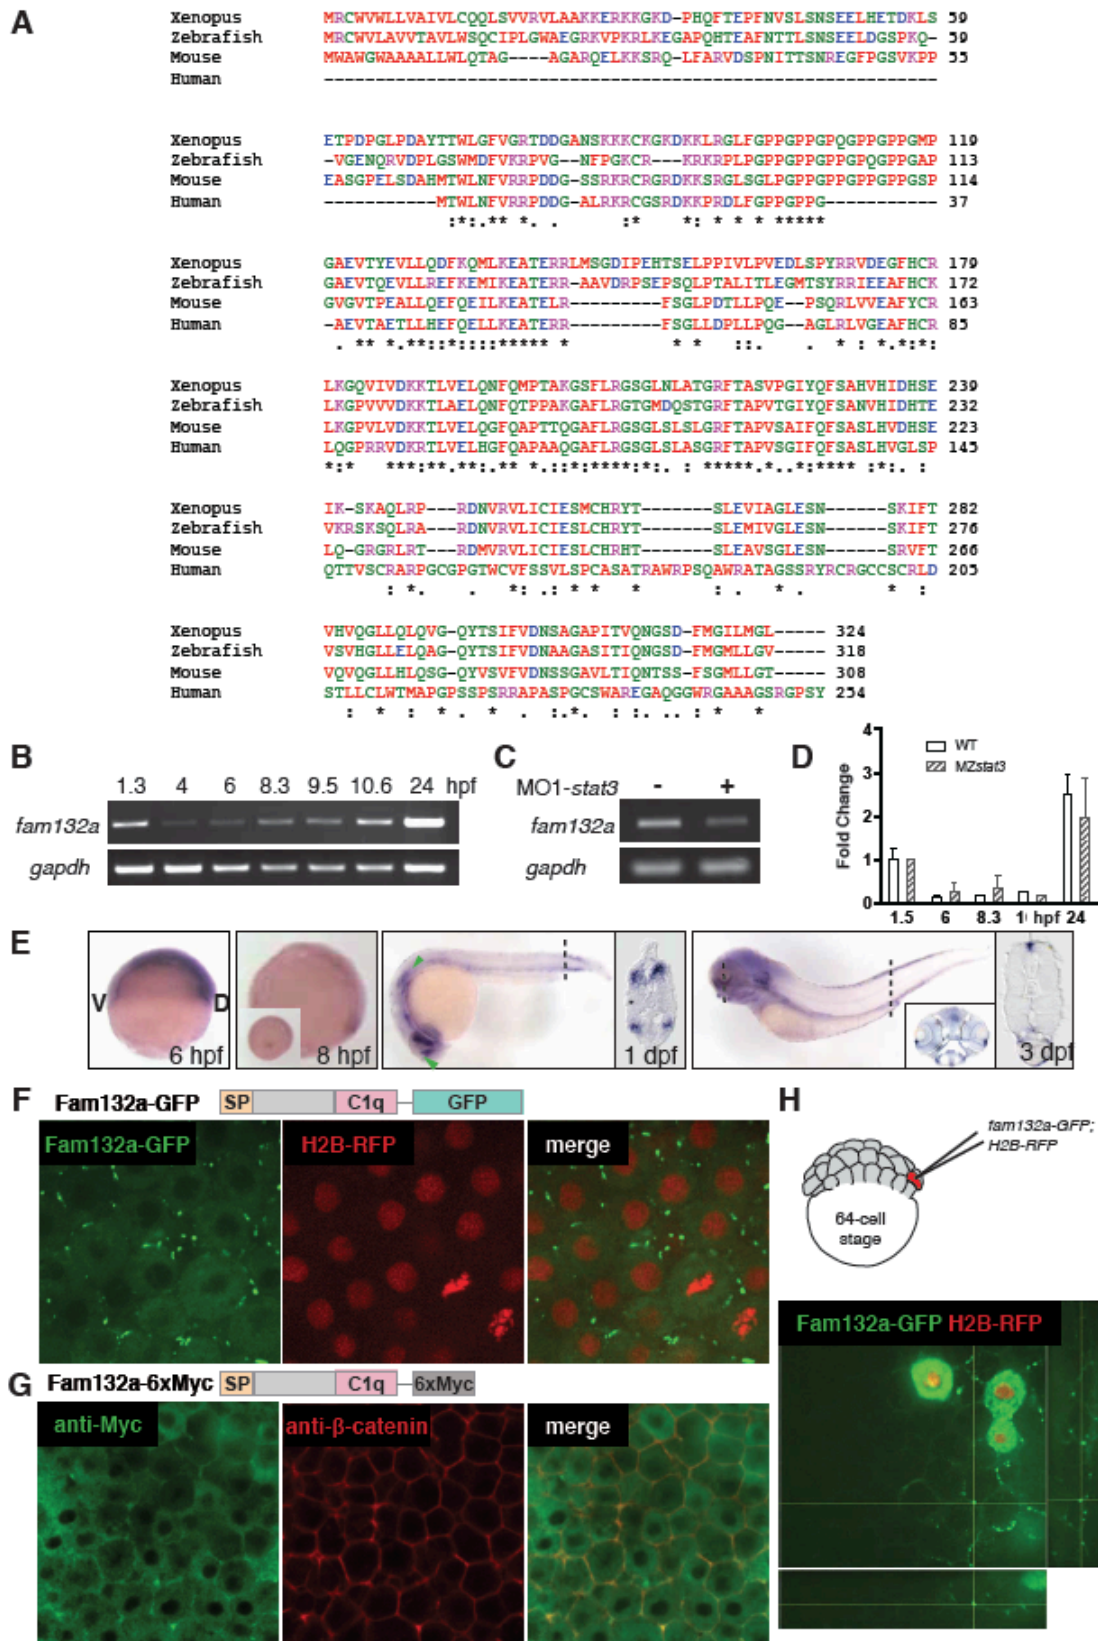 A
Xenopus MRCWVWLLVAIVLCQQLSVVRVLAAKKERKKGKD-PHQFTEPFNVSLSNSEELHETDKLS 59
Zebrafish MRCWVLAVVTAVLWSQCIPLGWAEGRKVPKRLKEGAPQHTEAFNTTLSNSEELDGSPKQ- 59
Mouse MWAWGWAAAALLWLQTAG----AGARQELKKSRQ-LFARVDSPNITTSNREGFPGSVKPP 55
Human ------------------------------------------------------------
Xenopus ETPDPGLPDAYTTWLGFVGRTDDGANSKKKCKGKDKKLRGLFGPPGPPGPQGPPGPPGMP 119
Zebrafish -VGENQRVDPLGSWMDFVKRPVG--NFPGKCR---KRKRPLPGPPGPPGPPGPQGPPGAP 113
Mouse EASGPELSDAHMTWLNFVRRPDDG-SSRKRCRGRDKKSRGLSGLPGPPGPPGPPGPPGSP 114
Human -----------MTWLNFVRRPDDG-ALRKRCGSRDKKPRDLFGPPGPPG----------- 37
Xenopus GAEVTYEVLLQDFKQMLKEATERRLMSGDIPEHTSELPPIVLPVEDLSPYRRVDEGFHCR 179
Zebrafish GAEVTQEVLLREFKEMIKEATERR-AAVDRPSEPSQLPTALITLEGMTSYRRIEEAFHCR 172
Mouse GVGVTPEALLQEFQEILKEATELR---------FSGLPDTLLPQE--PSQRLVVEAFYCR 163
Human -AEVTAETLLHEFQELLKEATERR---------FSGLLDPLLPQG--AGLRLVGEAFHCR 85
Xenopus LKGQVIVDKKTLVELQNFQMPTAKGSFLRGSGLNLATGRFTASVPGIYQFSAHVHIDHSE 239
Zebrafish LKGPVVVDKKTLAELQNFQTPPAKGAFLRGTGMDQSTGRFTAPVTGIYQFSANVHIDHTE 232
Mouse LKGPVLVDKKTLVELQGFQAPTTQGAFLRGSGLSLSLGRFTAPVSAIFQFSASLHVDHSE 223
Human LQGPRRVDKRTLVELHGFQAPAAQGAFLRGSGLSLASGRFTAPVSGIFQFSASLHVGLSP 145
Xenopus IK-SKAQLRP---RDNVRVLICIESMCHRYT-------SLEVIAGLESN------SKIFT 282
Zebrafish VKRSKSQLRA---RDNVRVLICIESLCHRYT-------SLEMIVGLESN------SKIFT 276
Mouse LQ-GRGRLRT---RDMVRVLICIESLCHRHT-------SLEAVSGLESN------SRVFT 266
Human QTTVSCRARPGCGPGTWCVFSSVLSPCASATRAWRPSQAWRATAGSSRYRCRGCCSCRLD 205
Xenopus VHVQGLLQLQVG-QYTSIFVDNSAGAPITVQNGSD-FMGILMGL----- 324
Zebrafish VSVHGLLELQAG-QYTSIFVDNAAGASITIQNGSD-FMGMLLGV----- 318
Mouse VQVQGLLHLQSG-QYVSVFVDNSSGAVLTIQNTSS-FSGMLLGT----- 308
Human STLLCLWTMAPGPSSPSRRAPASPGCSWAREGAQGGWRGAAAGSRGPSY 254
B
1.3 4 6 8.3 9.5 10.6 24 hpf
fam132a
gapdh
C
MO1-stat3 - +
fam132a
gapdh
D
Fold Change
4
3
2
1
0
WT
MZstat3
1.5 6 8.3 hpf 24
E
V D
6 hpf
8 hpf
1 dpf
3 dpf
F
Fam132a-GFP SP C1q GFP
Fam132a-GFP H2B-RFP merge
G
Fam132a-6xMyc SP C1q 6xMyc
anti-Myc anti-β-catenin merge
H
fam132a-GFP;
H2B-RFP
64-cell
stage
Fam132a-GFP H2B-RFP